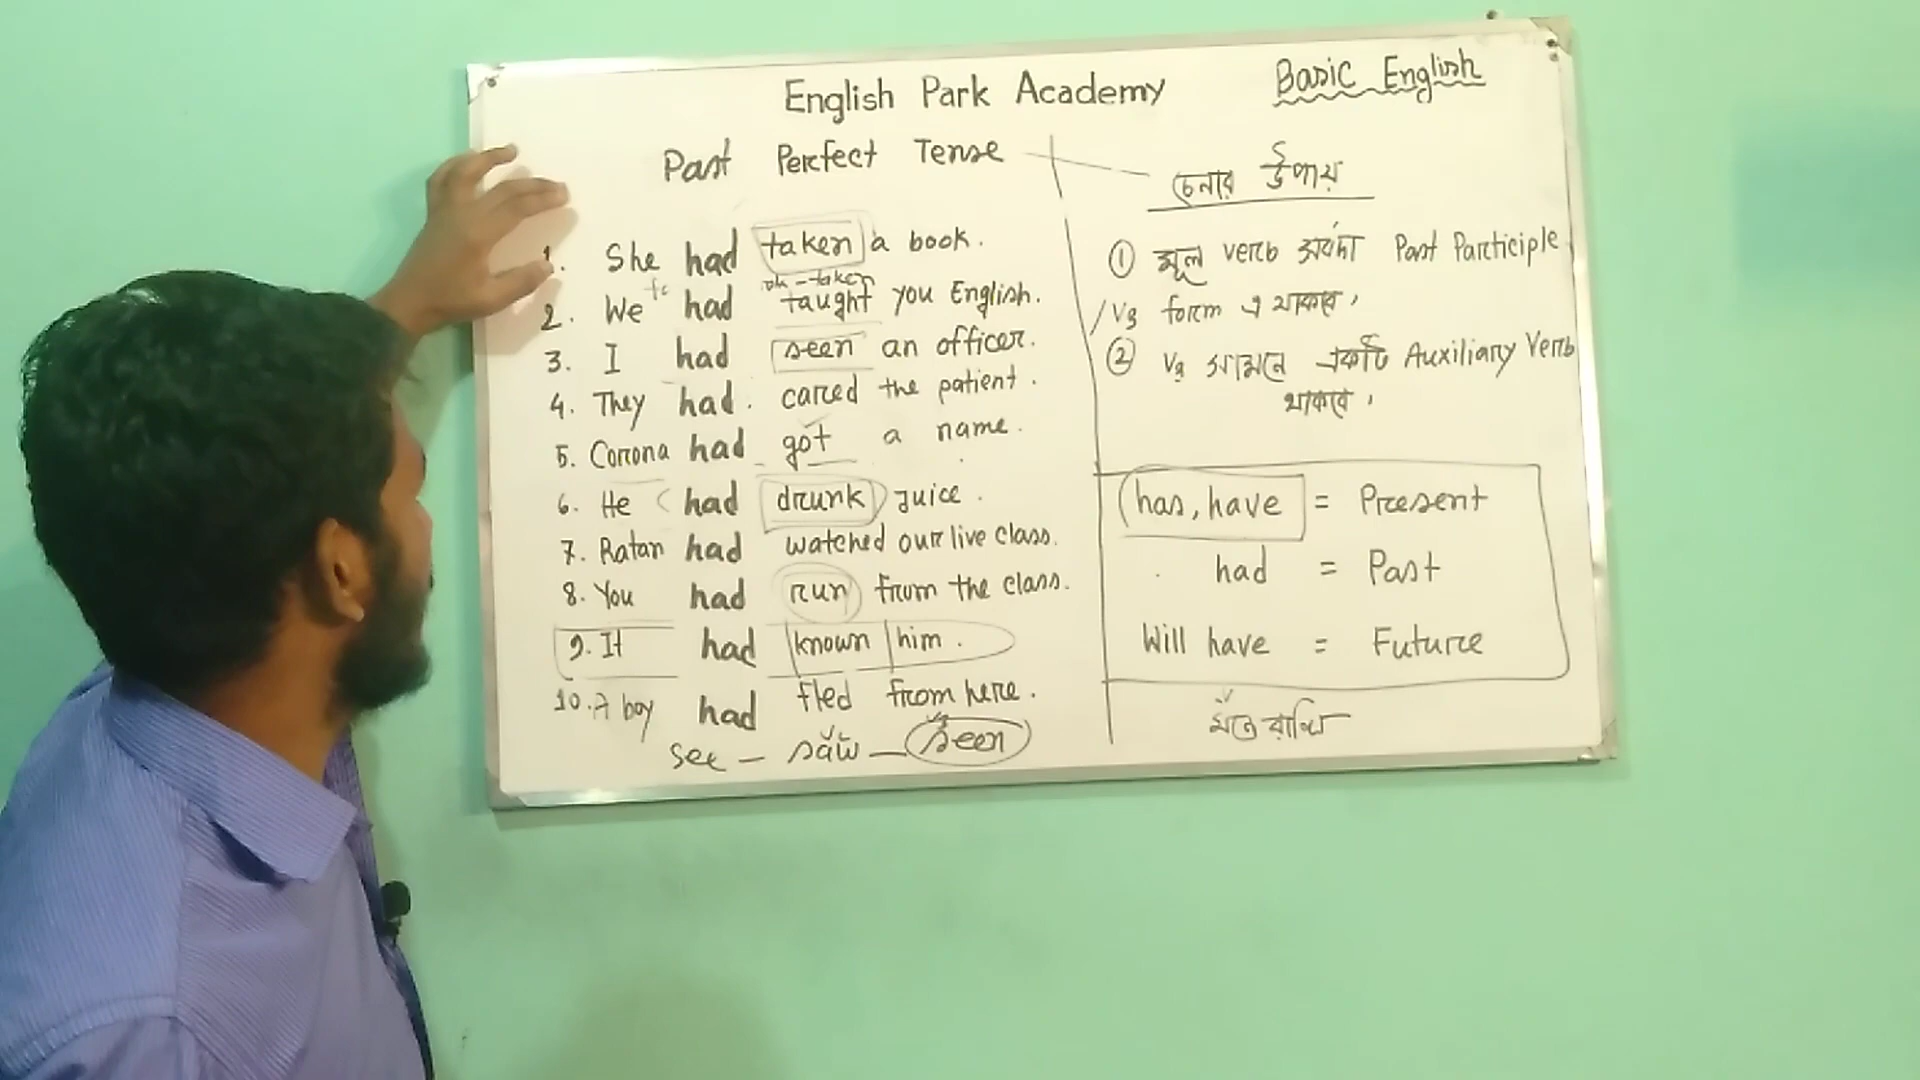 English Park Academy
Basic English
Past Perfect Tense
1. She had taken a book.
ok - taken
2. We had taught you English.
3. I had seen an officer.
4. They had cared the patient.
5. Corona had got a name.
6. He had drunk juice.
7. Ratan had watched our live class.
8. You had run from the class.
9. It had known him.
10. A boy had fled from here.
see - saw - seen
চেনার উপায়
① মূল verb সর্বদা Past Participle
/V3 form এ থাকবে।
② V3 সামনে একটি Auxiliary Verb
থাকবে।
has, have = Present
had = Past
Will have = Future
মনে রাখি